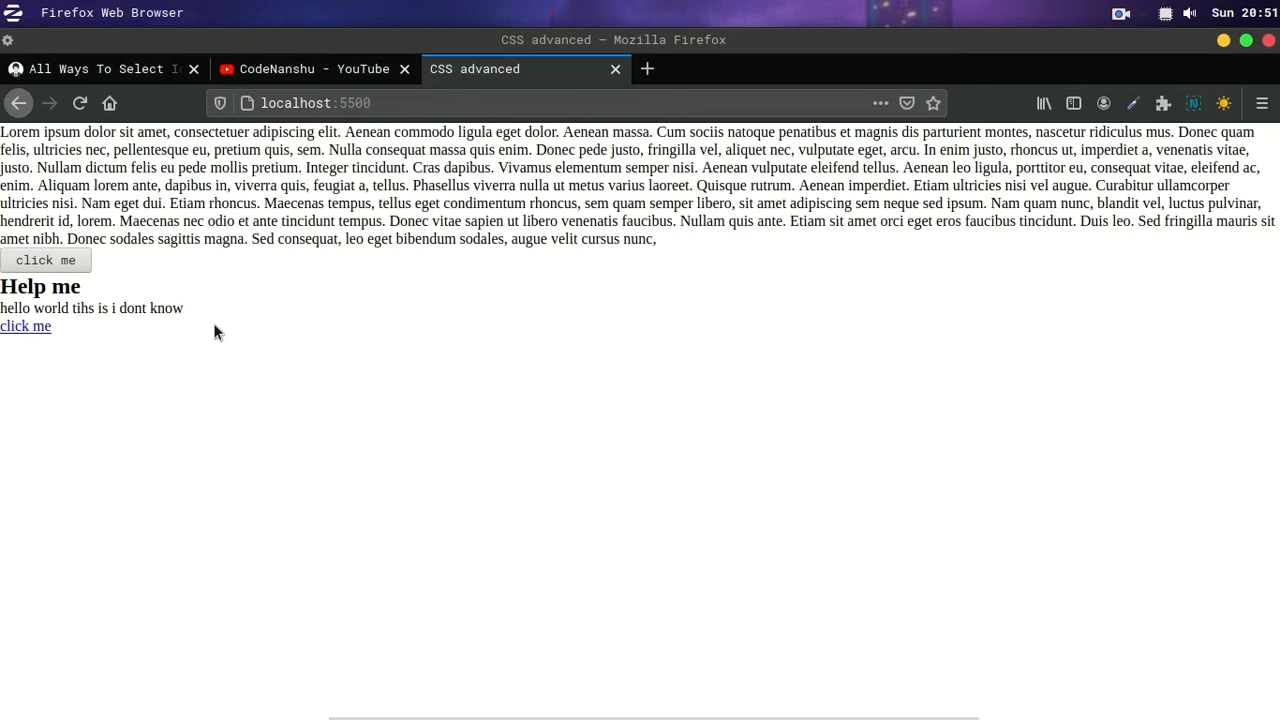 Firefox Web Browser
Sun 20:51
CSS advanced — Mozilla Firefox
All Ways To Select
CodeNanshu - YouTube
CSS advanced
localhost:5500
Lorem ipsum dolor sit amet, consectetuer adipiscing elit. Aenean commodo ligula eget dolor. Aenean massa. Cum sociis natoque penatibus et magnis dis parturient montes, nascetur ridiculus mus. Donec quam
felis, ultricies nec, pellentesque eu, pretium quis, sem. Nulla consequat massa quis enim. Donec pede justo, fringilla vel, aliquet nec, vulputate eget, arcu. In enim justo, rhoncus ut, imperdiet a, venenatis vitae,
justo. Nullam dictum felis eu pede mollis pretium. Integer tincidunt. Cras dapibus. Vivamus elementum semper nisi. Aenean vulputate eleifend tellus. Aenean leo ligula, porttitor eu, consequat vitae, eleifend ac,
enim. Aliquam lorem ante, dapibus in, viverra quis, feugiat a, tellus. Phasellus viverra nulla ut metus varius laoreet. Quisque rutrum. Aenean imperdiet. Etiam ultricies nisi vel augue. Curabitur ullamcorper
ultricies nisi. Nam eget dui. Etiam rhoncus. Maecenas tempus, tellus eget condimentum rhoncus, sem quam semper libero, sit amet adipiscing sem neque sed ipsum. Nam quam nunc, blandit vel, luctus pulvinar,
hendrerit id, lorem. Maecenas nec odio et ante tincidunt tempus. Donec vitae sapien ut libero venenatis faucibus. Nullam quis ante. Etiam sit amet orci eget eros faucibus tincidunt. Duis leo. Sed fringilla mauris sit
amet nibh. Donec sodales sagittis magna. Sed consequat, leo eget bibendum sodales, augue velit cursus nunc,
click me
Help me
hello world tihs is i dont know
click me